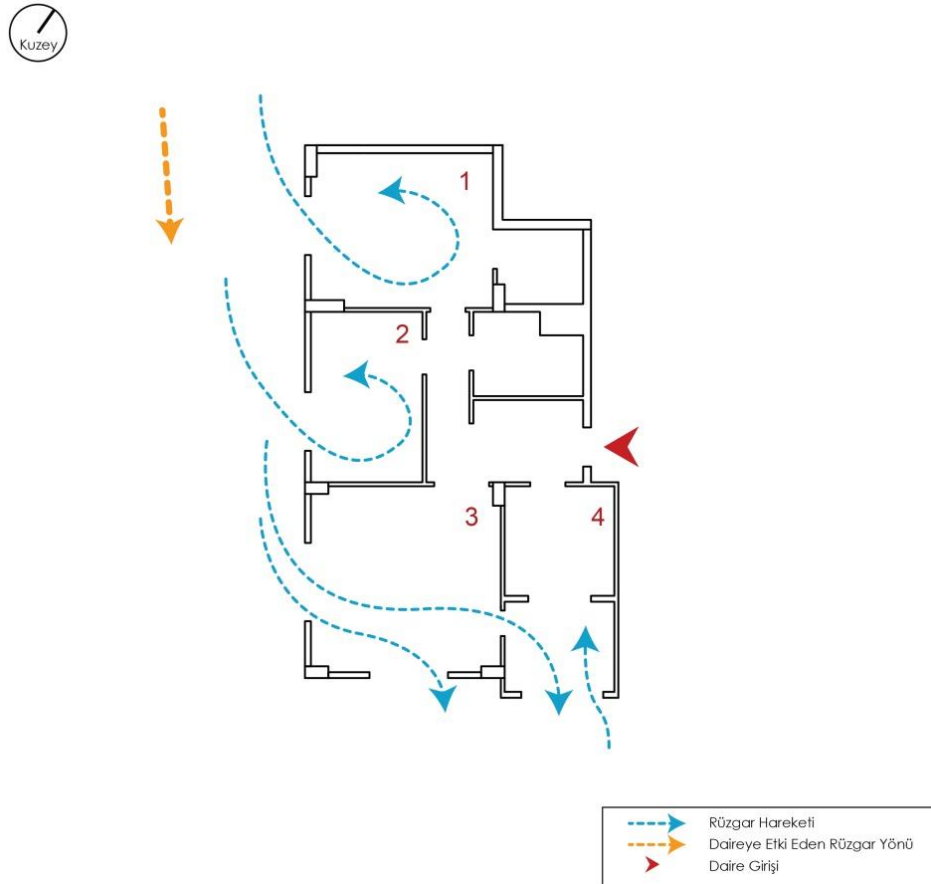 Kuzey
1
2
3
4
Rüzgar Hareketi
Daireye Etki Eden Rüzgar Yönü
Daire Girişi